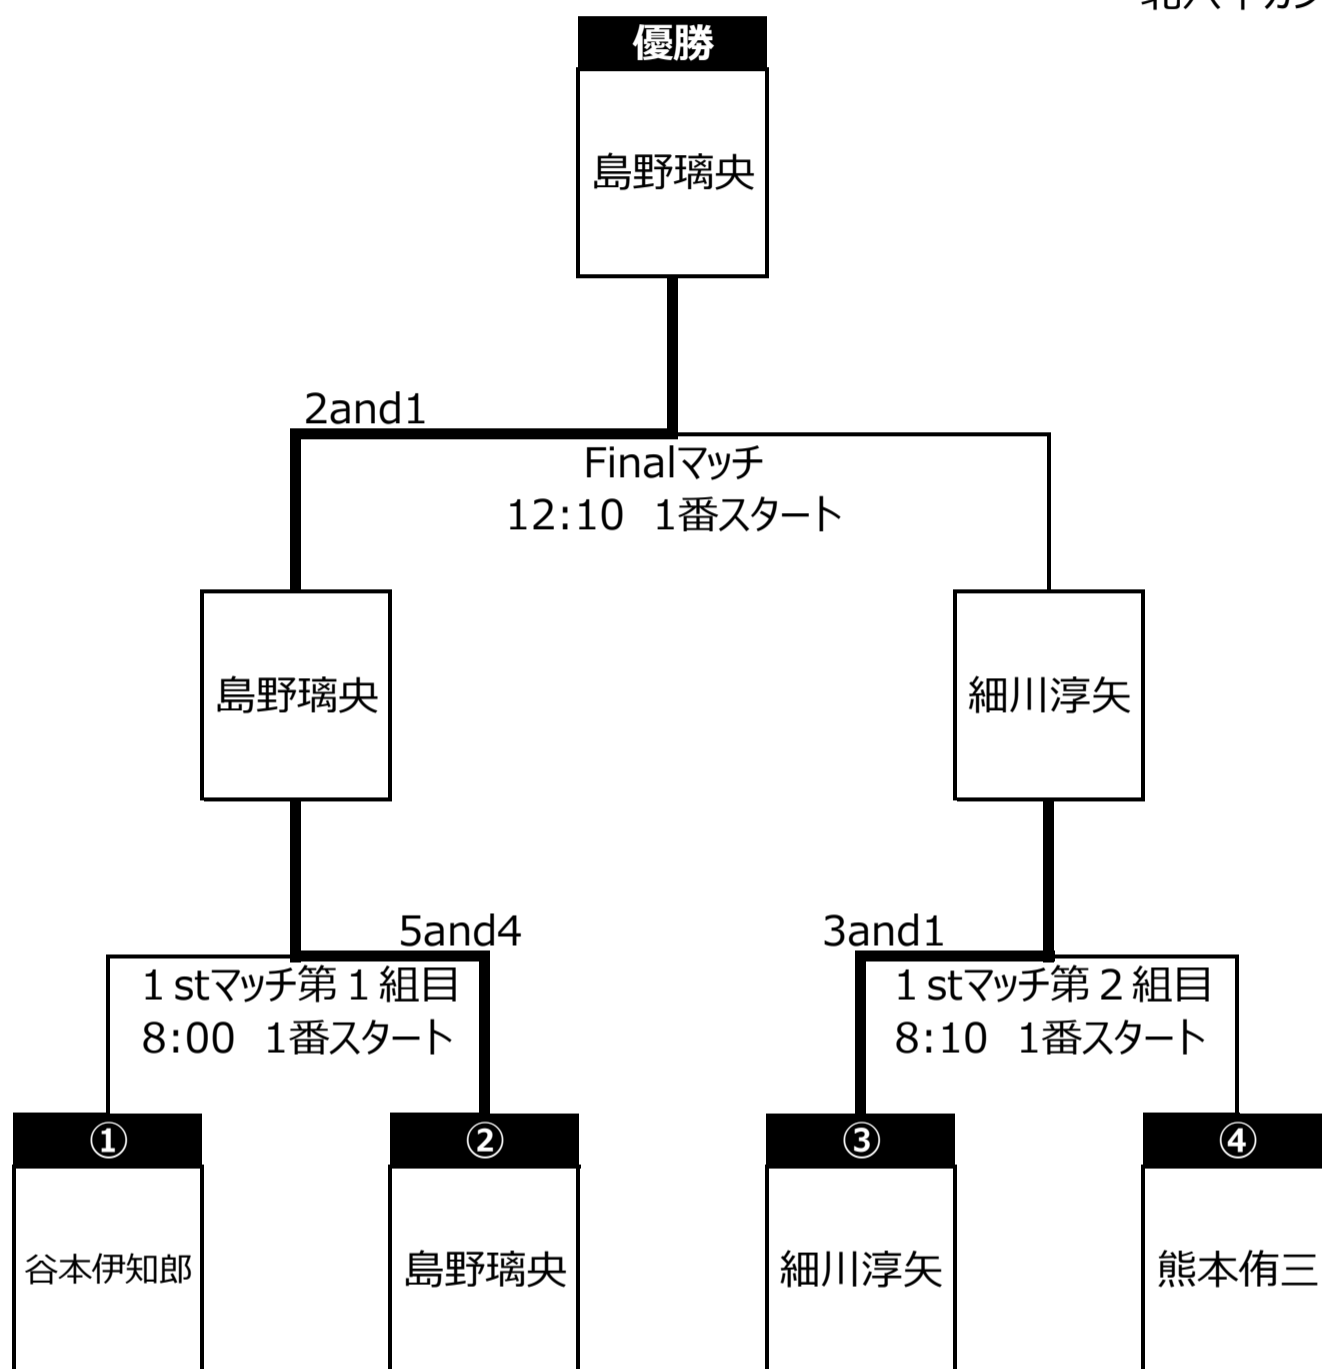 優勝
島野璃央
2and1
Finalマッチ
12:10 1番スタート
島野璃央
細川淳矢
5and4
3and1
1stマッチ第1組目
8:00 1番スタート
1stマッチ第2組目
8:10 1番スタート
①
②
③
④
谷本伊知郎
島野璃央
細川淳矢
熊本侑三